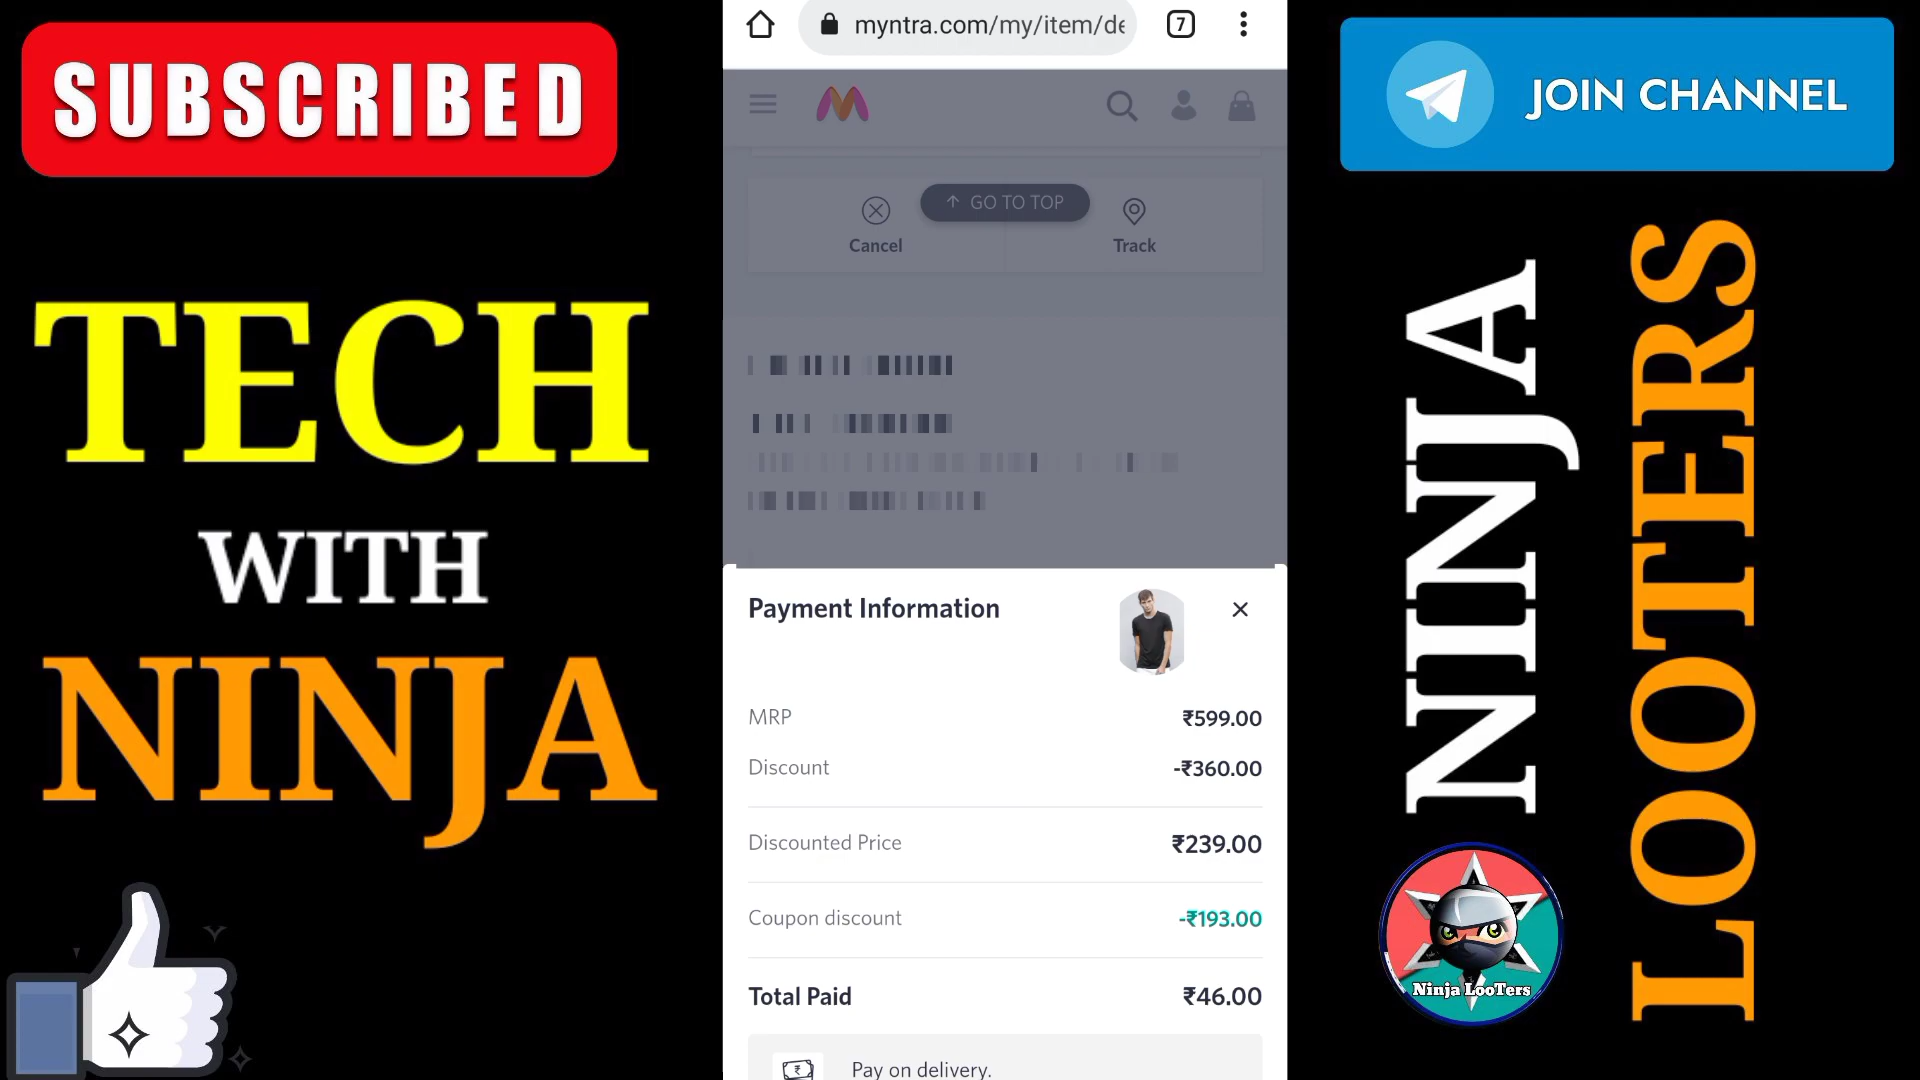 SUBSCRIBED
TECH
WITH
NINJA
myntra.com/my/item/de
7
GO TO TOP
Cancel
Track
Payment Information
MRP ₹599.00
Discount -₹360.00
Discounted Price ₹239.00
Coupon discount -₹193.00
Total Paid ₹46.00
₹ Pay on delivery.
JOIN CHANNEL
NINJA
LOOTERS
Ninja LooTers